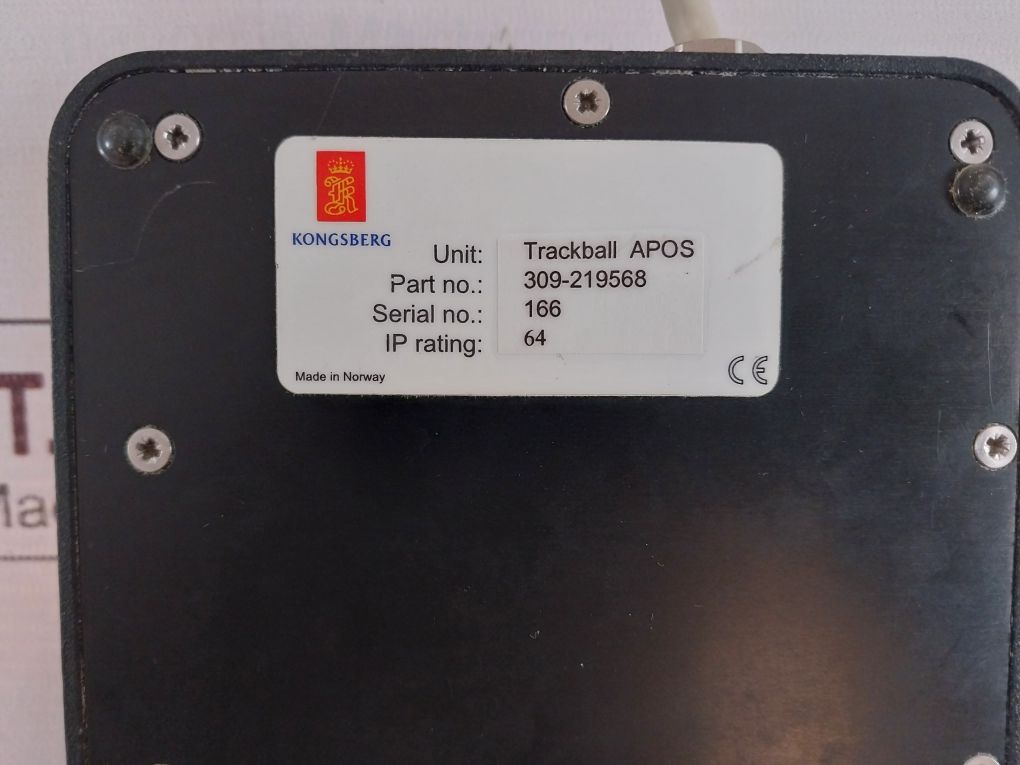 KONGSBERG
Unit: Trackball APOS
Part no.: 309-219568
Serial no.: 166
IP rating: 64
Made in Norway
CE
T.